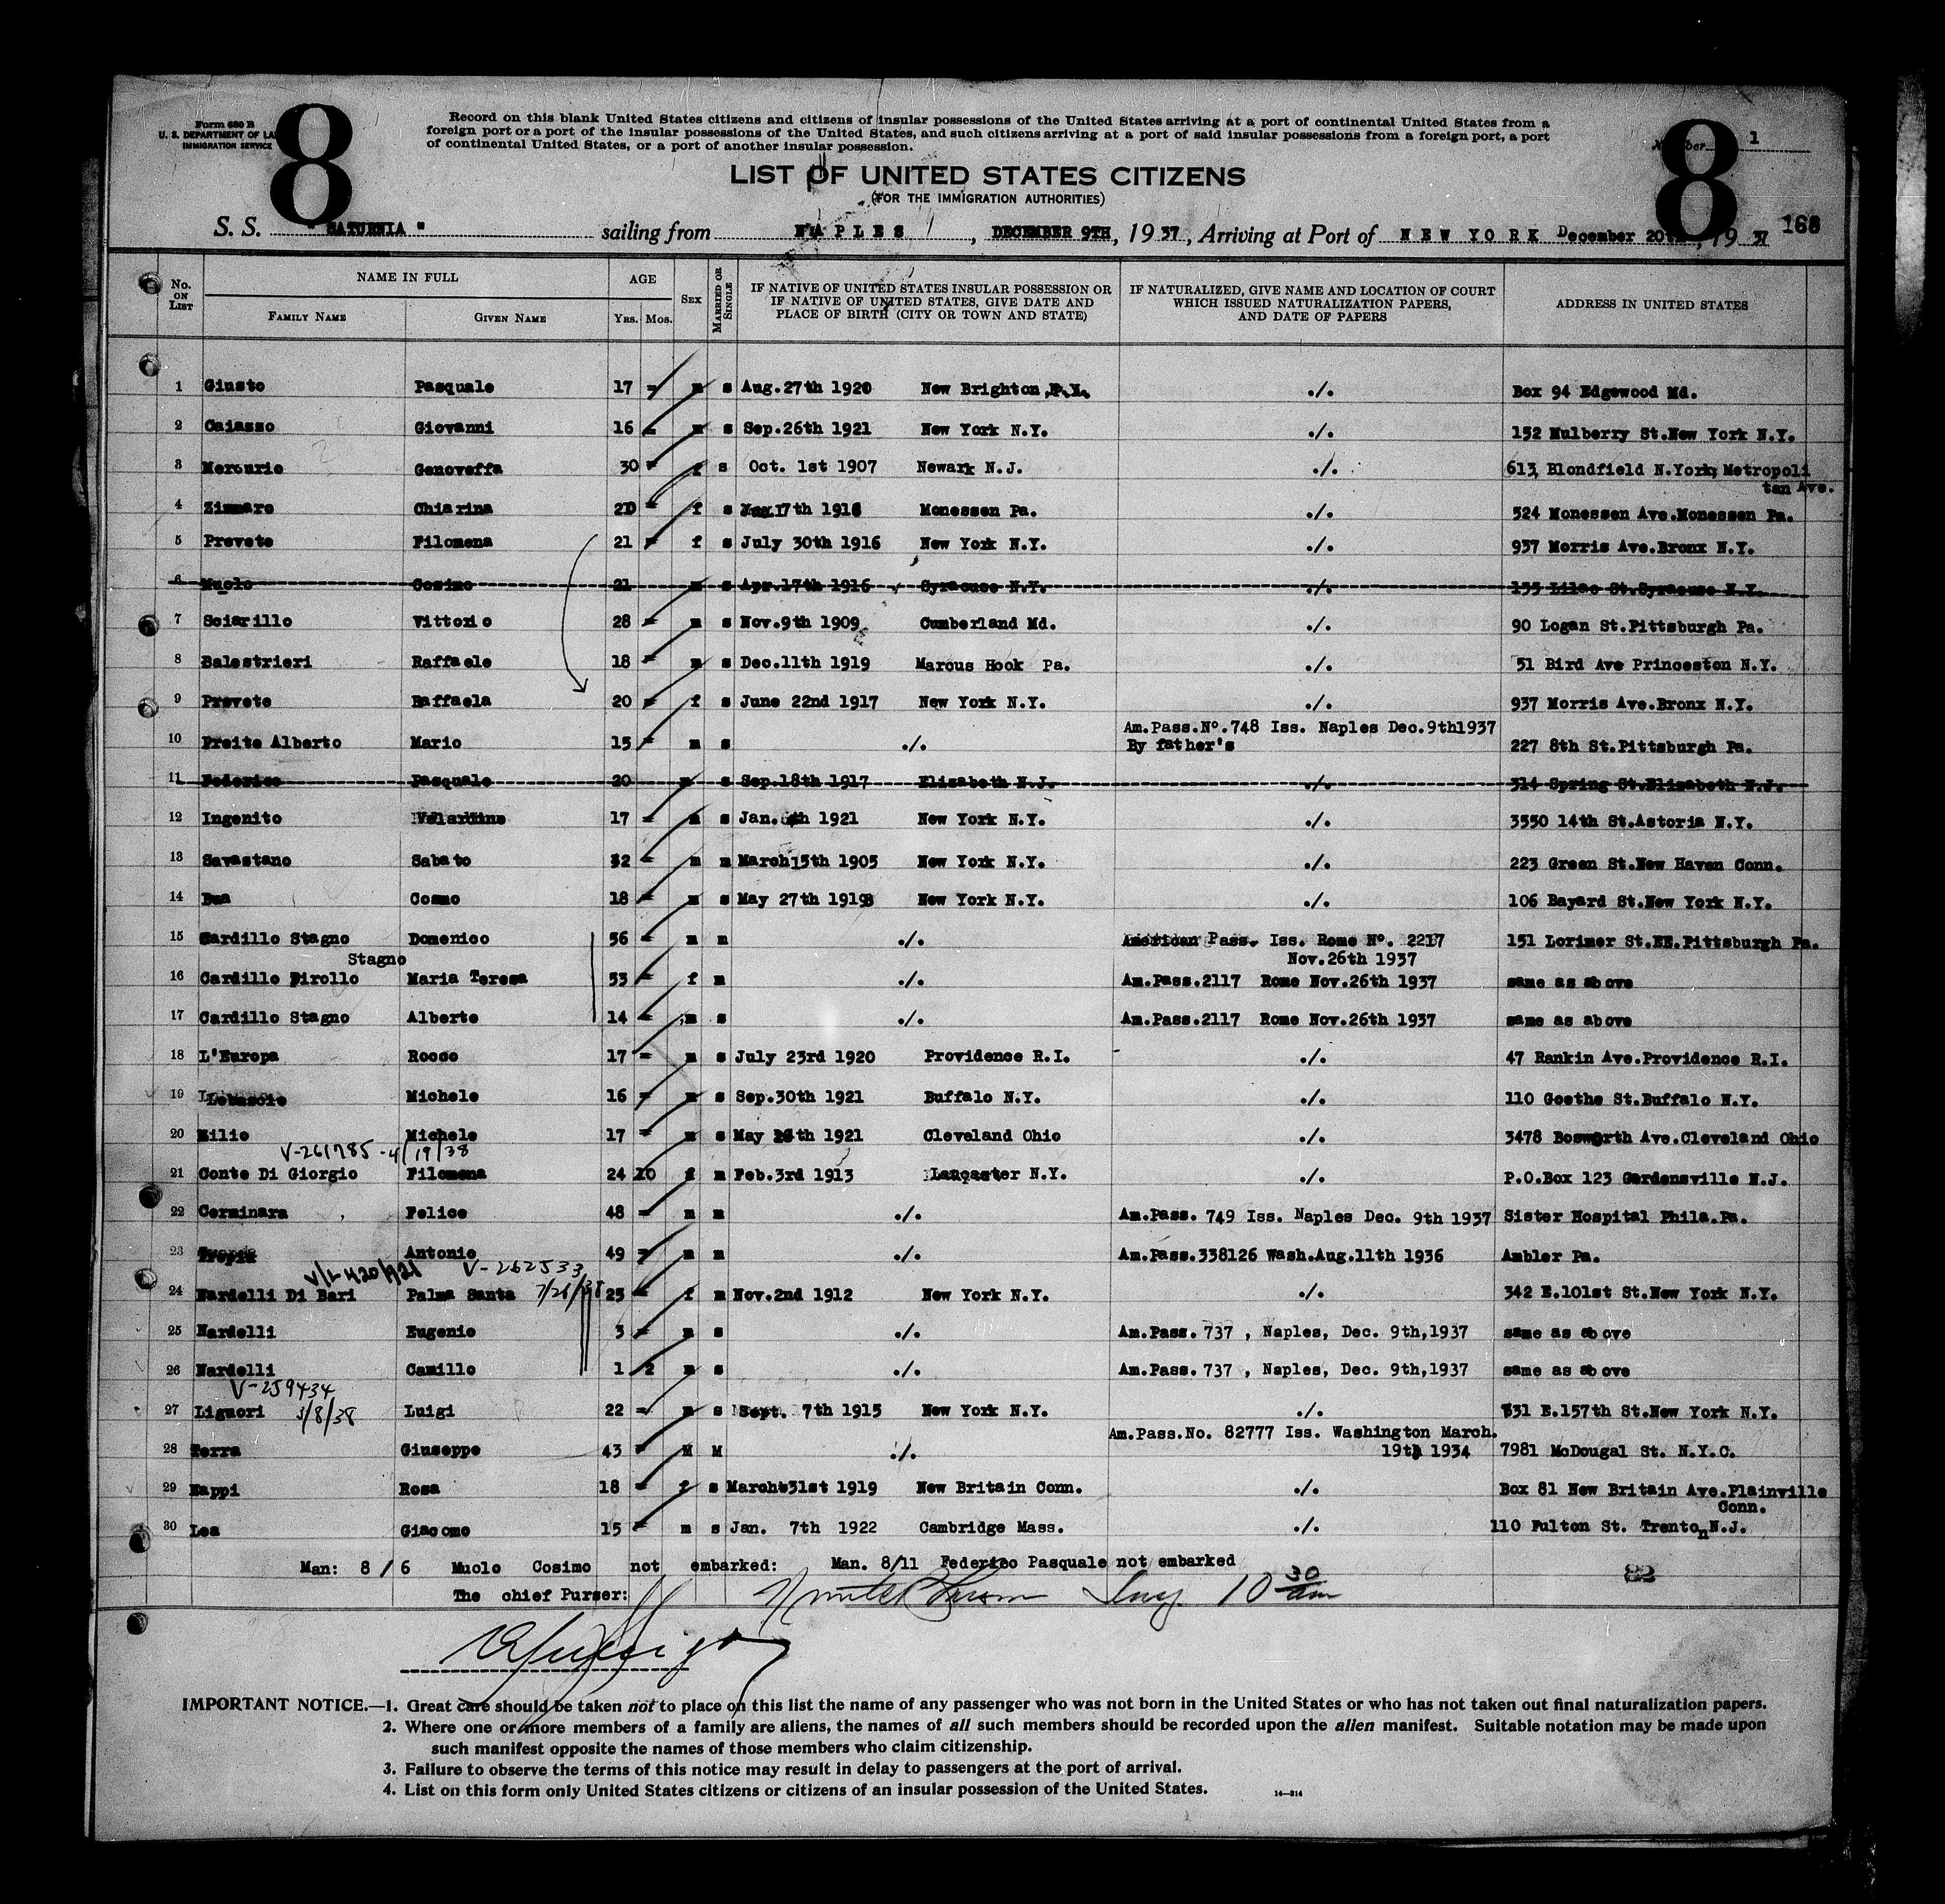 Form 630 B
U. S. DEPARTMENT OF LA
IMMIGRATION SERVICE
8
Record on this blank United States citizens and citizens of insular possessions of the United States arriving at a port of continental United States from a
foreign port or a port of the insular possessions of the United States, and such citizens arriving at a port of said insular possessions from a foreign port, a port
of continental United States, or a port of another insular possession.
8
1
LIST OF UNITED STATES CITIZENS
(FOR THE IMMIGRATION AUTHORITIES)
S. S. " SATURNIA " sailing from NAPLES, DECEMBER 9TH, 1937, Arriving at Port of NEW YORK December 20th, 1937 168
No. ON LIST NAME IN FULL FAMILY NAME GIVEN NAME AGE Yrs. Mos. SEX MARRIED OR SINGLE IF NATIVE OF UNITED STATES INSULAR POSSESSION OR IF NATIVE OF UNITED STATES, GIVE DATE AND PLACE OF BIRTH (CITY OR TOWN AND STATE) IF NATURALIZED, GIVE NAME AND LOCATION OF COURT WHICH ISSUED NATURALIZATION PAPERS, AND DATE OF PAPERS ADDRESS IN UNITED STATES
1 Giusto Pasquale 17 - m s Aug.27th 1920 New Brighton ./. Box 94 Edgewood Md.
2 Caiazzo Giovanni 16 - m s Sep.26th 1921 New York N.Y. ./. 152 Mulberry St.New York N.Y.
3 Mercurio Genoveffa 30 - f s Oct. 1st 1907 Newark N.J. ./. 613, Blondfield N.York, Metropoli
tan Ave.
4 Zimmaro Chiarina 21 - f s 17th 1916 Monessen Pa. ./. 524 Monessen Ave.Monessen Pa.
5 Prevete Filomena 21 - f s July 30th 1916 New York N.Y. ./. 937 Morris Ave.Bronx N.Y.
6 Muolo Cosimo 21 m s Apr.17th 1916 Syracuse N.Y. ./. 155 Lilac St.Syracuse N.Y.
7 Sciarillo Vittorio 28 - m s Nov.9th 1909 Cumberland Md. ./. 90 Logan St.Pittsburgh Pa.
8 Balestrieri Raffaele 18 - m s Dec.11th 1919 Marcus Hook Pa. ./. 51 Bird Ave Princeston N.Y.
9 Prevete Raffaela 20 - f s June 22nd 1917 New York N.Y. ./. 937 Morris Ave.Bronx N.Y.
Am.Pass.No.748 Iss. Naples Dec.9th1937
10 Preite Alberto Mario 15 - m s ./. By father's 227 8th St.Pittsburgh Pa.
11 Federico Pasquale 20 m s Sep.18th 1917 Elizabeth N.J. ./. 314 Spring St.Elizabeth N.J.
12 Ingenito 17 - m s Jan. 1921 New York N.Y. ./. 3550 14th St.Astoria N.Y.
13 Savastano Sabato 32 - m m March15th 1905 New York N.Y. ./. 223 Green St.New Haven Conn.
14 Bua Cosmo 18 - m s May 27th 1919 New York N.Y. ./. 106 Bayard St.New York N.Y.
15 Cardillo Stagno Domenico 56 - m m ./. American Pass. Iss. Rome No. 2217 151 Lorimer St.EE.Pittsburgh Pa.
Stagno Nov.26th 1937
16 Cardillo Pirollo Maria Teresa 53 - f m ./. Am.Pass.2117 Rome Nov.26th 1937 same as above
17 Cardillo Stagno Alberto 14 - m s ./. Am.Pass.2117 Rome Nov.26th 1937 same as above
18 L'Europa Rocco 17 - m s July 23rd 1920 Providence R.I. ./. 47 Rankin Ave.Providence R.I.
19 Michele 16 - m s Sep.30th 1921 Buffalo N.Y. ./. 110 Goethe St.Buffalo N.Y.
20 Zilio Michele 17 - m s May 1921 Cleveland Ohio ./. 3478 Bosworth Ave.Cleveland Ohio
V-261785 - 4/19/38
21 Conte Di Giorgio Filomena 24 10 f m Feb.3rd 1913 Lancaster N.Y. ./. P.O.Box 123 Gardensville N.J.
22 Cerminara Felice 48 - m m ./. Am.Pass. 749 Iss. Naples Dec. 9th 1937 Sister Hospital Phila.Pa.
23 Antonio 49 - m m ./. Am.Pass.338126 Wash.Aug.11th 1936 Ambler Pa.
V/L 420/921 V-262533
24 Nardelli Di Bari Palma Santa 7/26/38 25 - f m Nov.2nd 1912 New York N.Y. ./. 342 E.101st St.New York N.Y.
25 Nardelli Eugenio 3 - m s ./. Am.Pass. 737 , Naples, Dec. 9th,1937 same as above
26 Nardelli Camillo 1 2 m s ./. Am.Pass. 737 , Naples, Dec. 9th,1937 same as above
V-259434
27 Liguori 3/8/38 Luigi 22 - m s Sept. 7th 1915 New York N.Y. ./. 831 E.157th St.New York N.Y.
Am.Pass.No. 82777 Iss. Washington March.
28 Terra Giuseppe 43 - M M ./. 19th 1934 7981 McDougal St. N.Y.C.
29 Nappi Rosa 18 - f s March 31st 1919 New Britain Conn. ./. Box 81 New Britain Ave.Plainville
Conn.
30 Lea Giacomo 15 - m s Jan. 7th 1922 Cambridge Mass. ./. 110 Fulton St. Trenton N.J.
Man: 8 / 6 Muolo Cosimo not embarked: Man. 8/11 Federico Pasquale not embarked
82
The chief Purser: Insp. 10 30 am
IMPORTANT NOTICE.—1. Great care should be taken not to place on this list the name of any passenger who was not born in the United States or who has not taken out final naturalization papers.
2. Where one or more members of a family are aliens, the names of all such members should be recorded upon the alien manifest. Suitable notation may be made upon
such manifest opposite the names of those members who claim citizenship.
3. Failure to observe the terms of this notice may result in delay to passengers at the port of arrival.
4. List on this form only United States citizens or citizens of an insular possession of the United States.
14—314